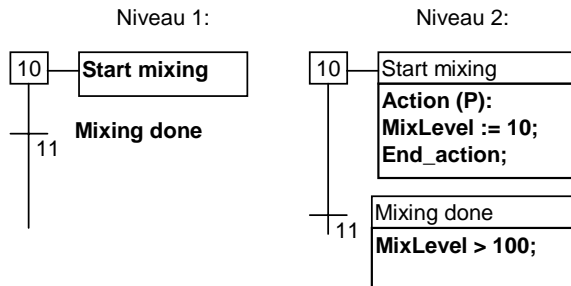 Niveau 1:
10 Start mixing
Mixing done
11
Niveau 2:
10 Start mixing
Action (P):
MixLevel := 10;
End_action;
Mixing done
11
MixLevel > 100;